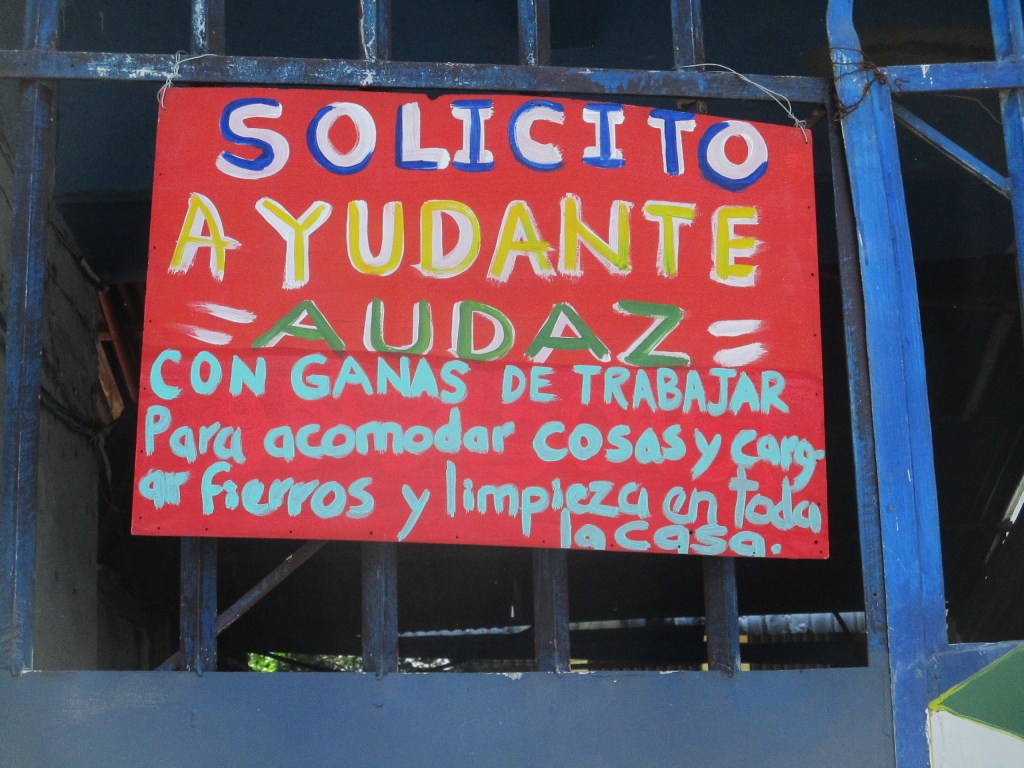 SOLICITO
AYUDANTE
= AUDAZ =
CON GANAS DE TRABAJAR
Para acomodar cosas y carg-
ar fierros y limpieza en toda
la casa.